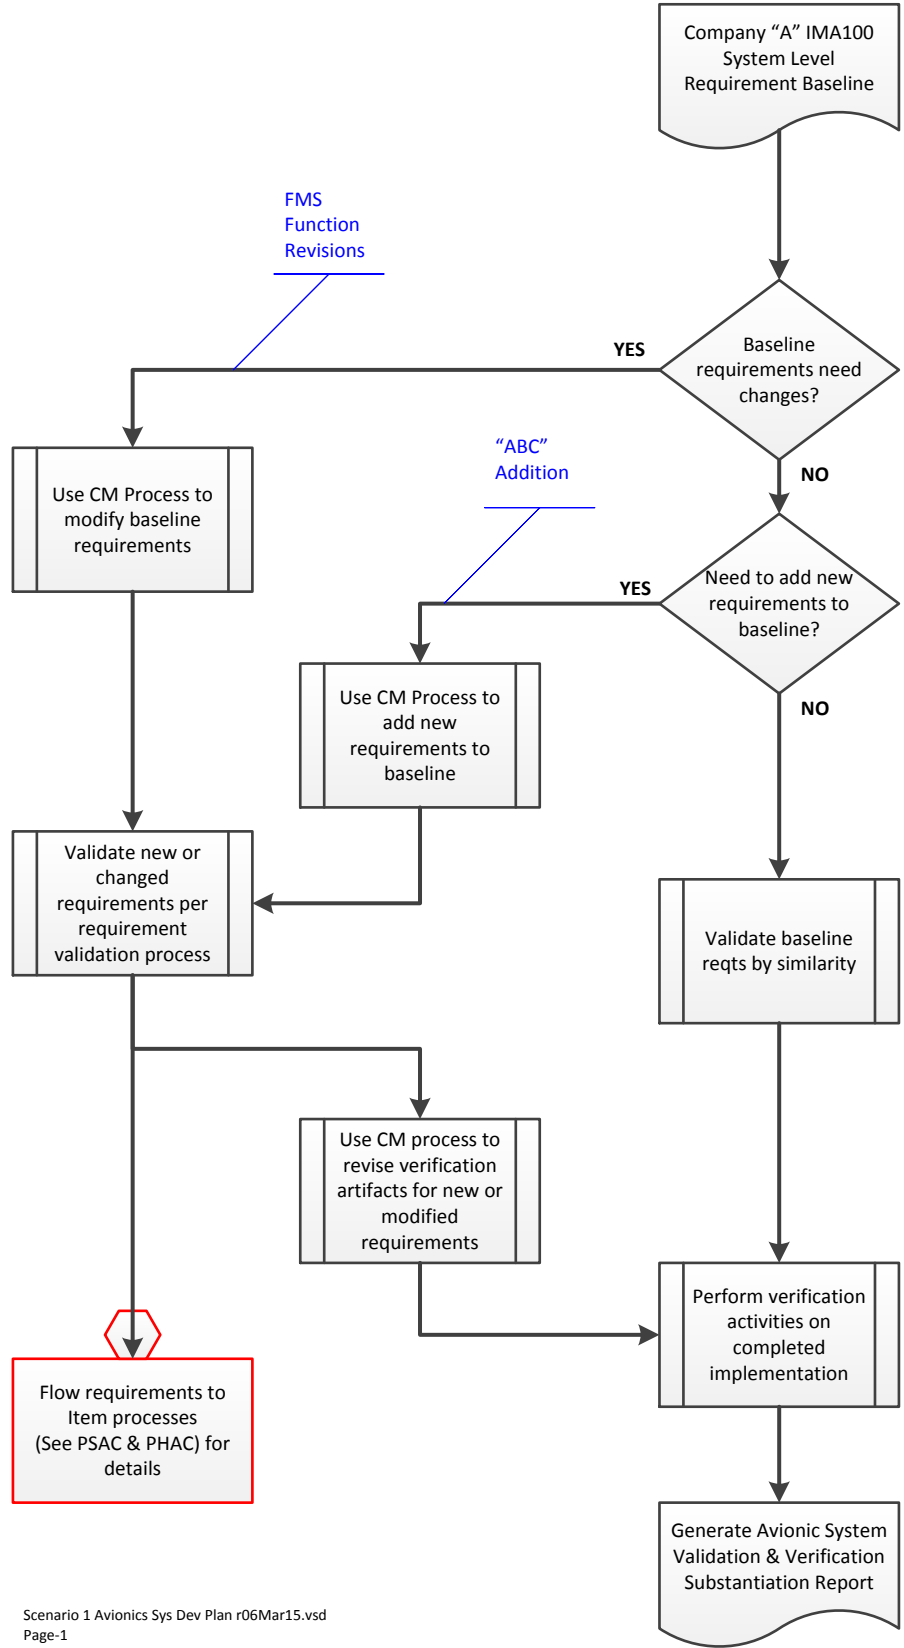 Company “A” IMA100
System Level
Requirement Baseline
FMS
Function
Revisions
YES
Baseline
requirements need
changes?
“ABC”
Addition
NO
Use CM Process to
modify baseline
requirements
YES
Need to add new
requirements to
baseline?
Use CM Process to
add new
requirements to
baseline
NO
Validate new or
changed
requirements per
requirement
validation process
Validate baseline
reqts by similarity
Use CM process to
revise verification
artifacts for new or
modified
requirements
Perform verification
activities on
completed
implementation
Flow requirements to
Item processes
(See PSAC & PHAC) for
details
Generate Avionic System
Validation & Verification
Substantiation Report
Scenario 1 Avionics Sys Dev Plan r06Mar15.vsd
Page-1